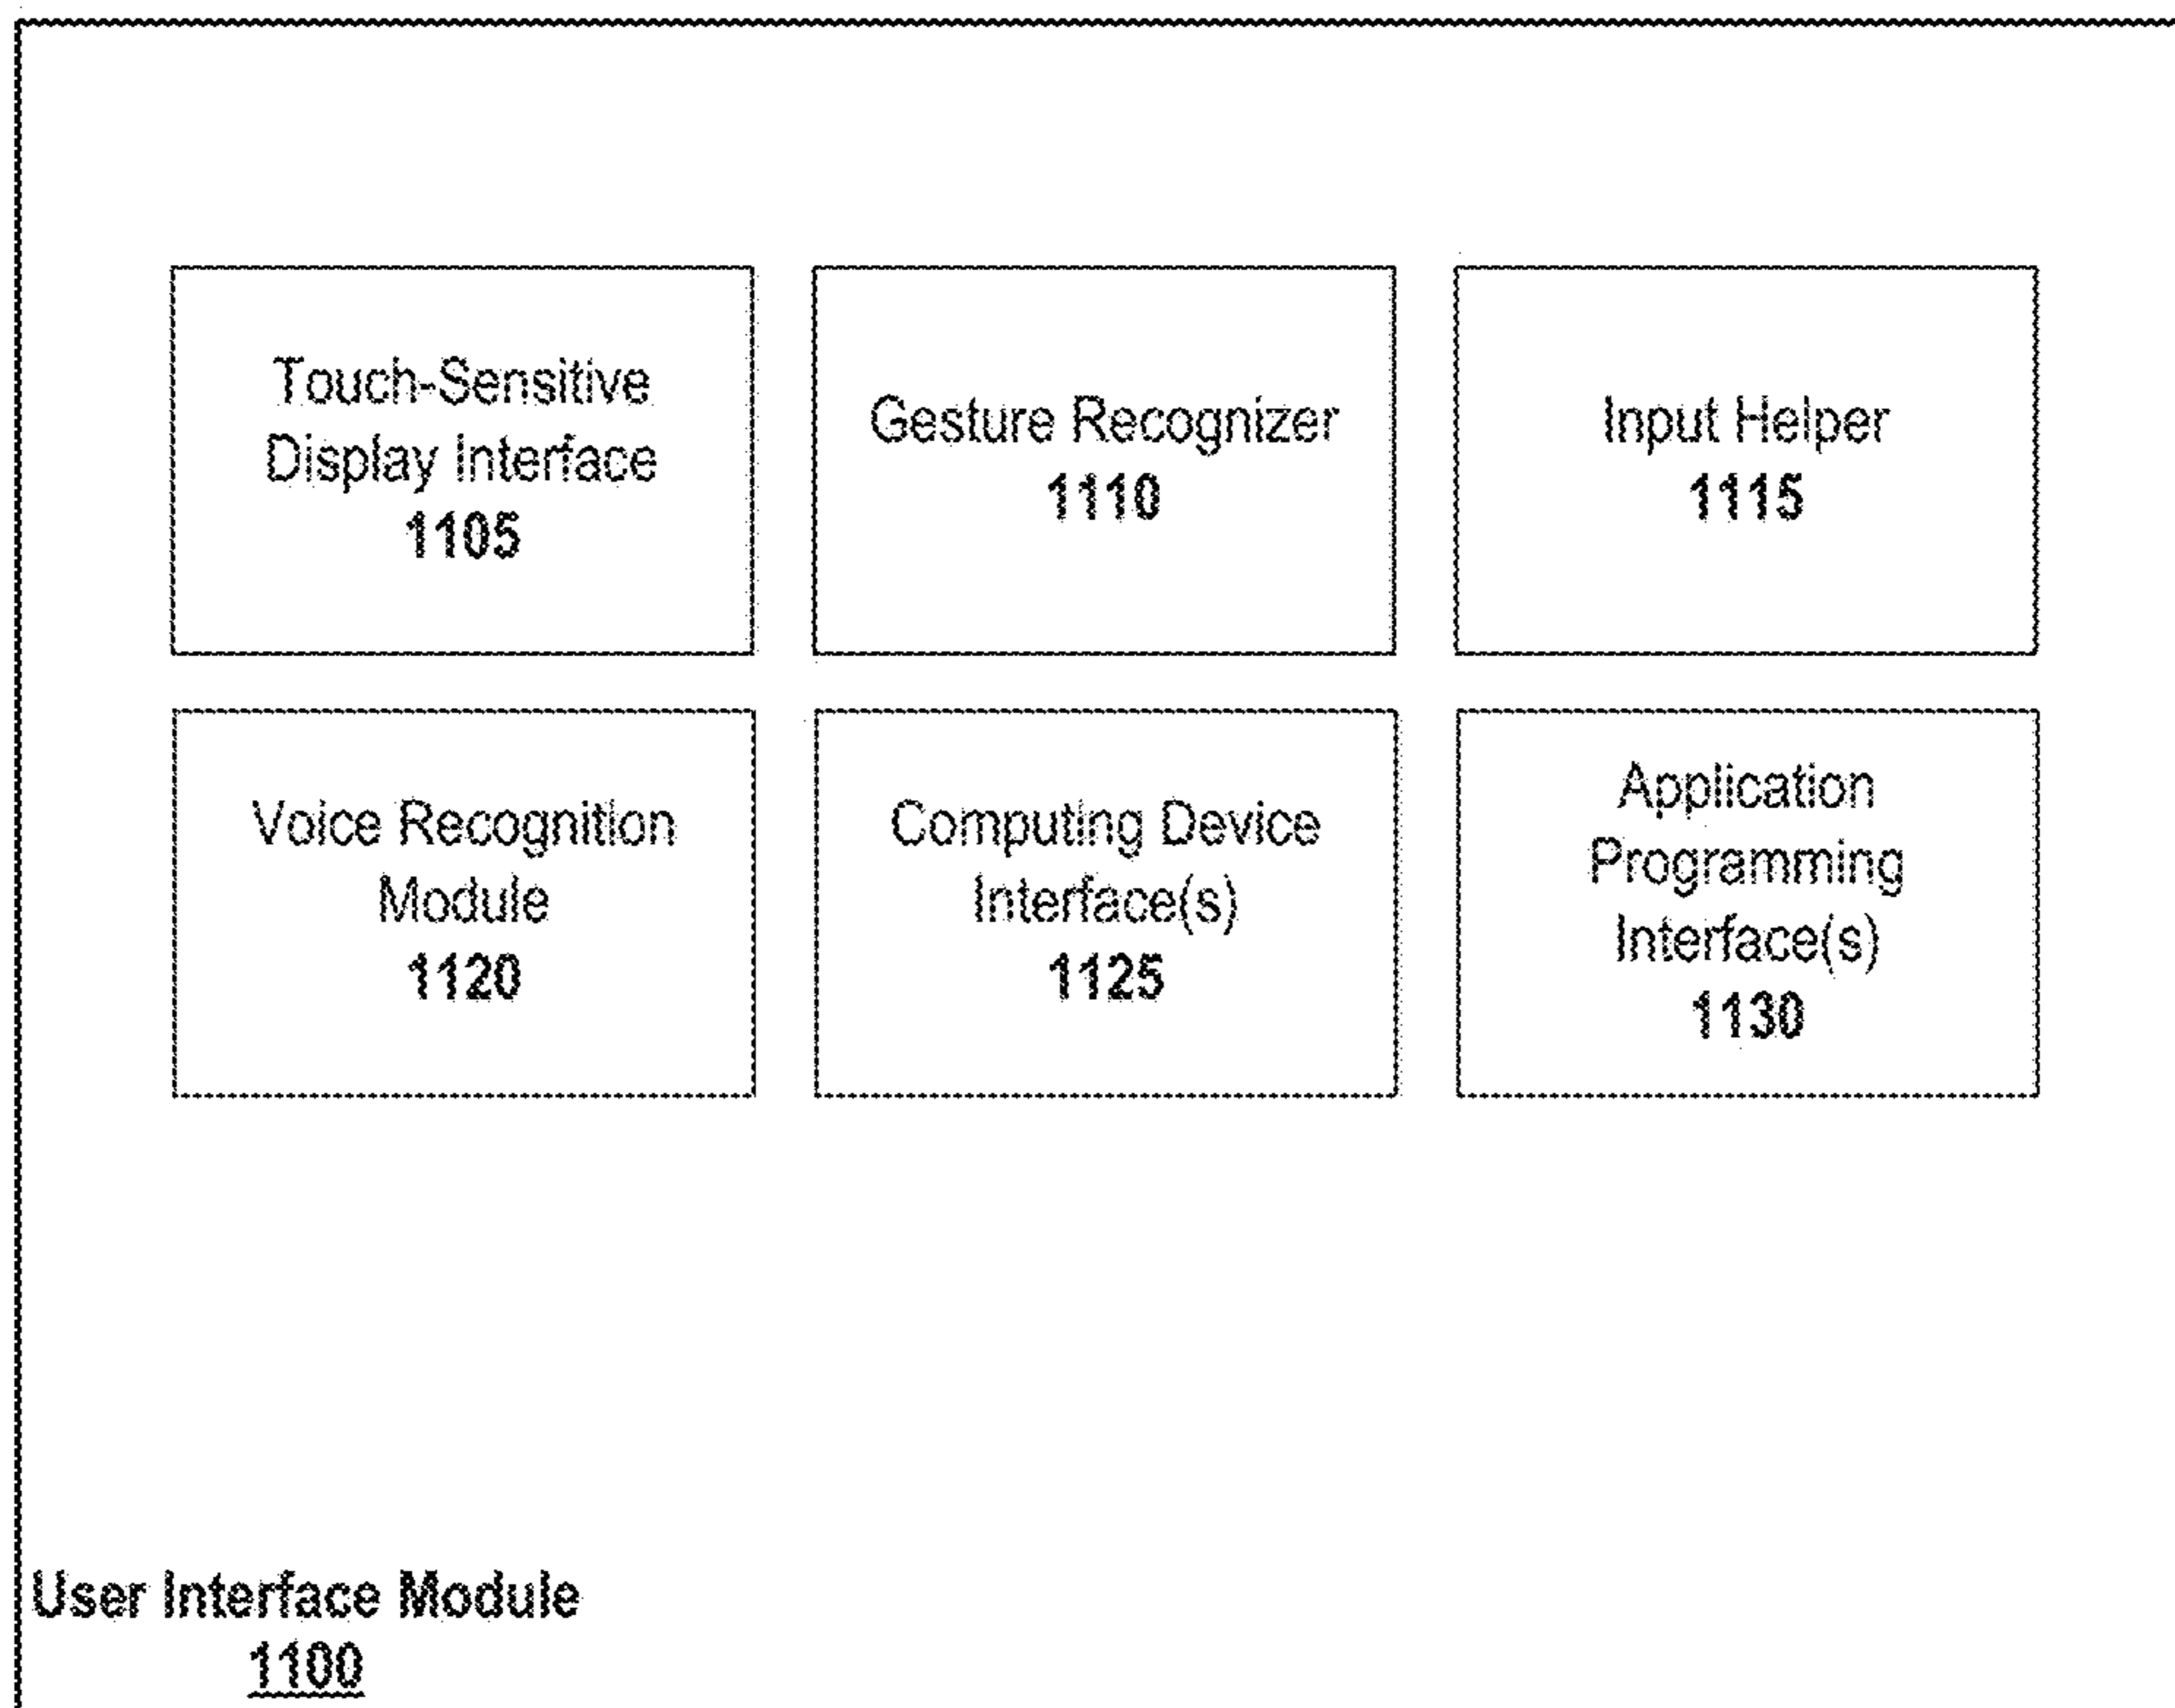 Touch-Sensitive
Display Interface
1105
Gesture Recognizer
1110
Input Helper
1115
Voice Recognition
Module
1120
Computing Device
Interface(s)
1125
Application
Programming
Interface(s)
1130
User Interface Module
1100